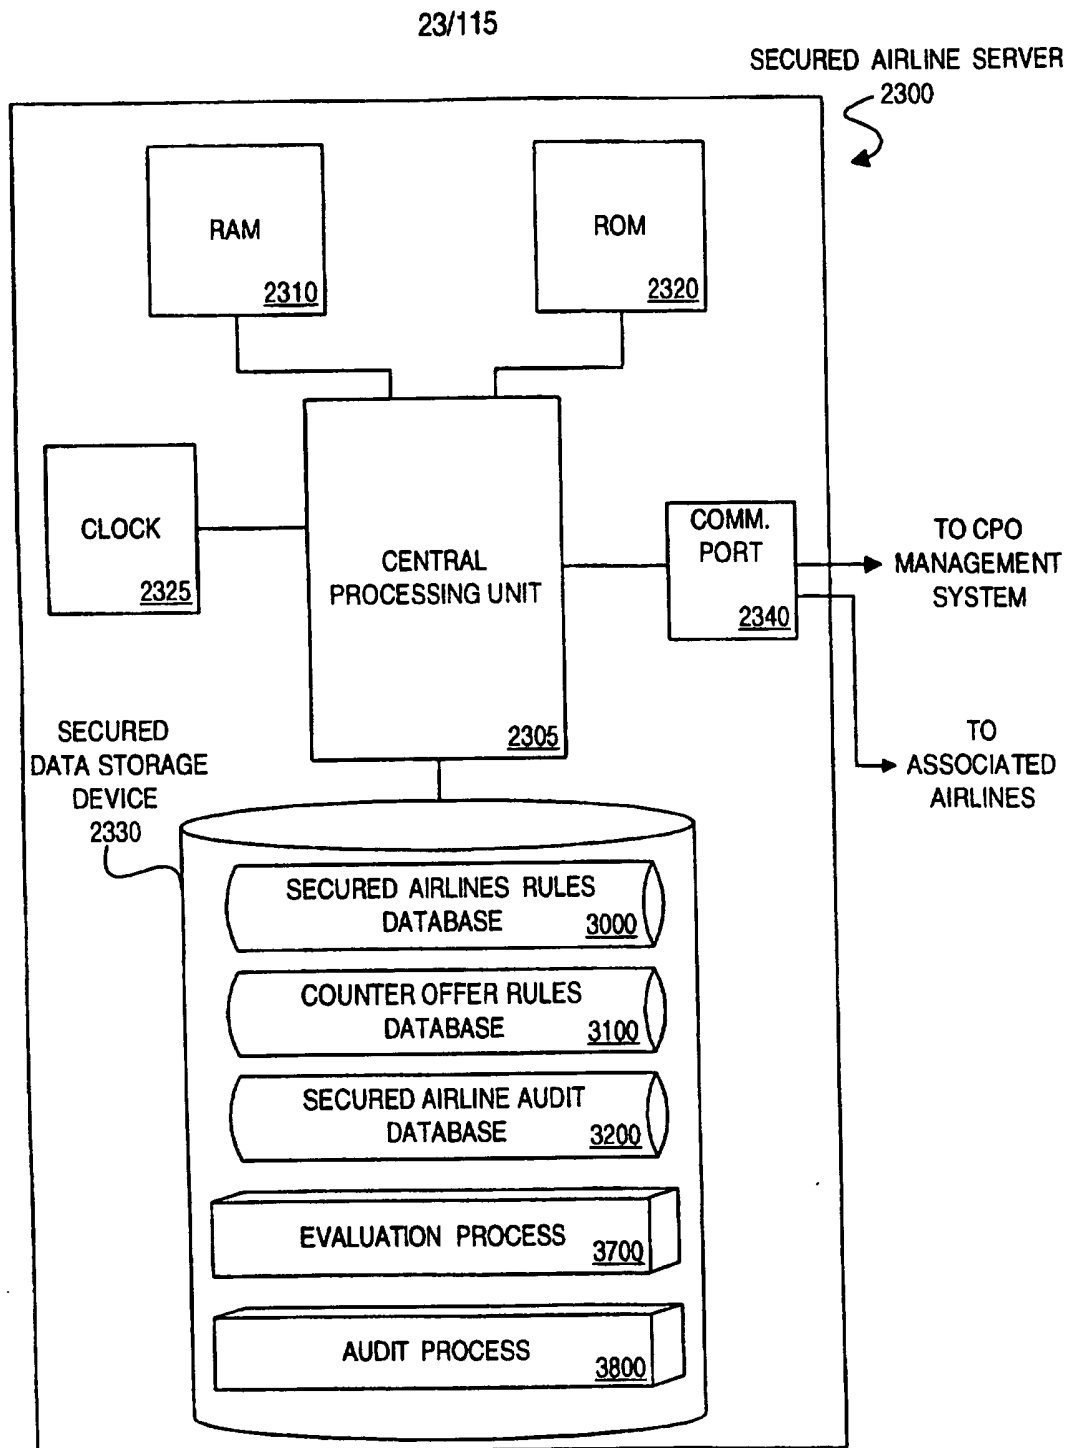 23/115
SECURED AIRLINE SERVER
2300
RAM
2310
ROM
2320
CLOCK
2325
CENTRAL
PROCESSING UNIT
2305
COMM.
PORT
2340
TO CPO
MANAGEMENT
SYSTEM
TO
ASSOCIATED
AIRLINES
SECURED
DATA STORAGE
DEVICE
2330
SECURED AIRLINES RULES
DATABASE 3000
COUNTER OFFER RULES
DATABASE 3100
SECURED AIRLINE AUDIT
DATABASE 3200
EVALUATION PROCESS 3700
AUDIT PROCESS 3800